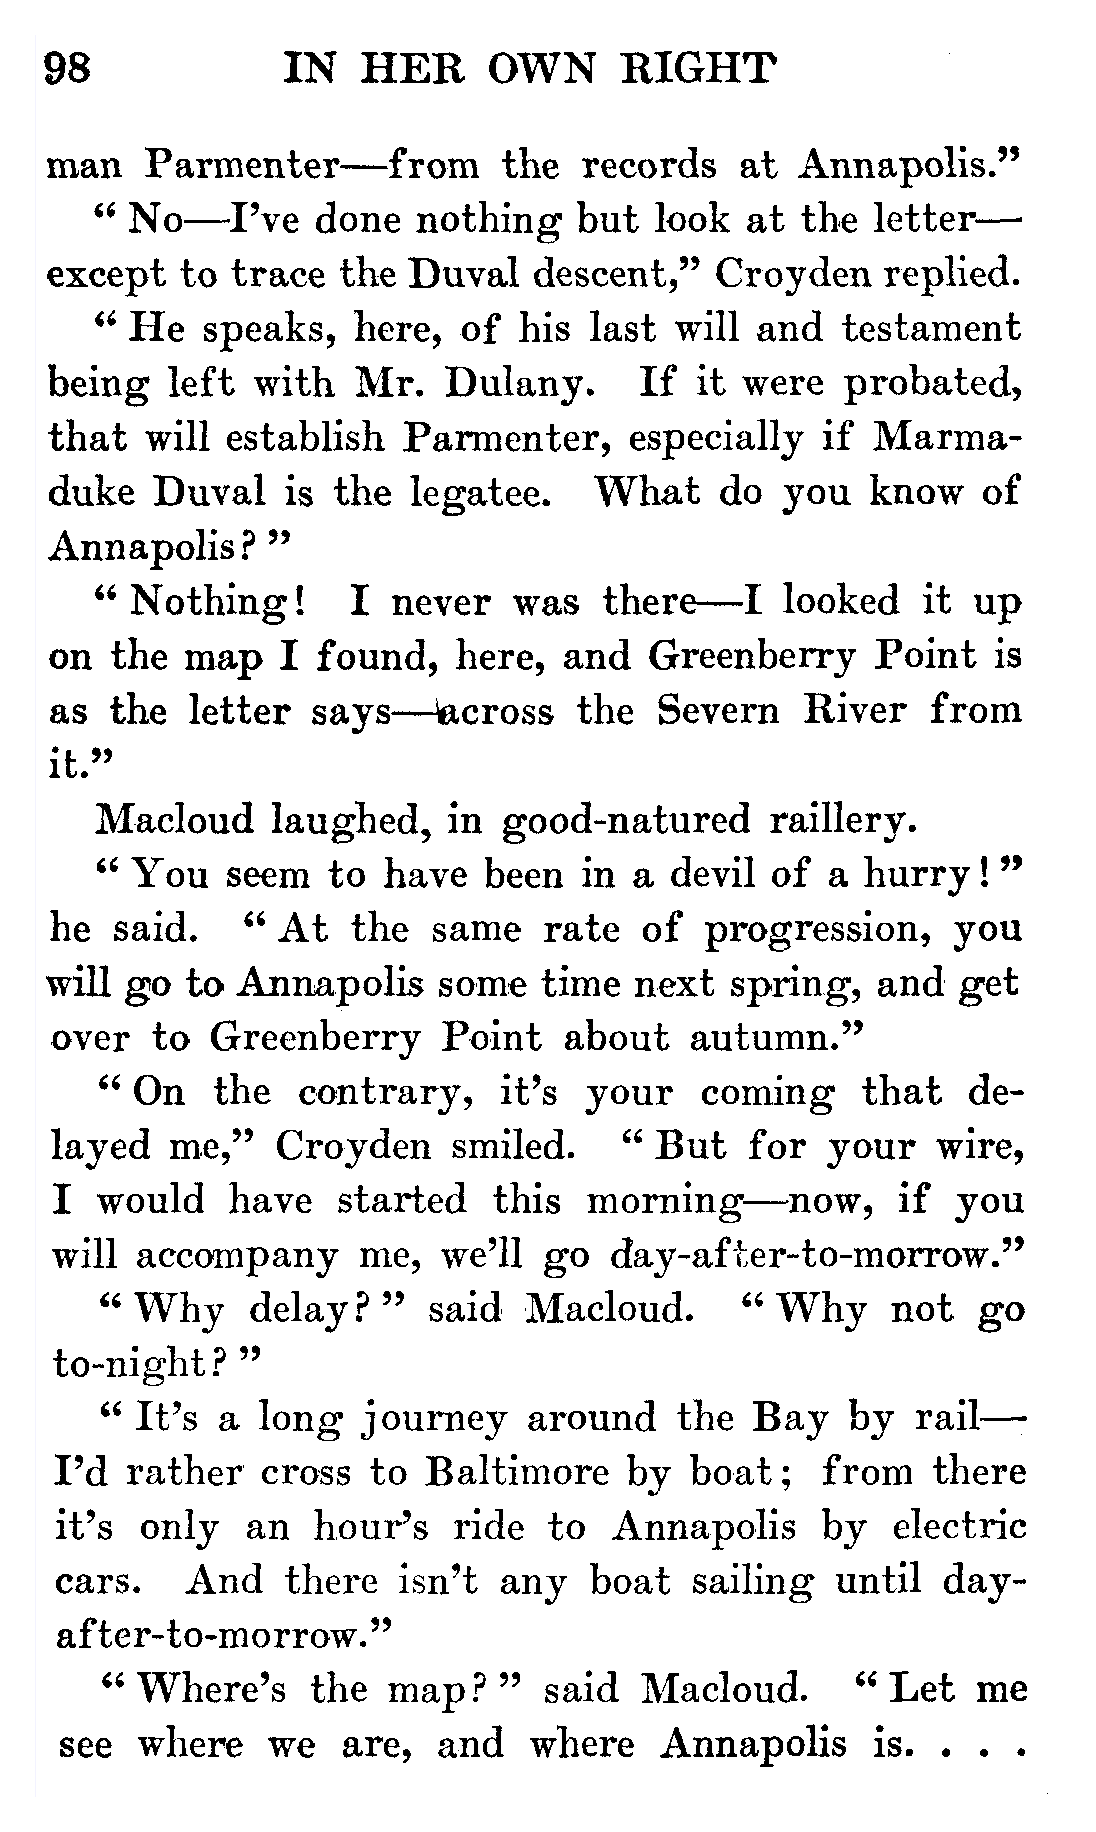 98 IN HER OWN RIGHT
man Parmenter—from the records at Annapolis.”
“ No—I’ve done nothing but look at the letter—
except to trace the Duval descent,” Croyden replied.
“ He speaks, here, of his last will and testament
being left with Mr. Dulany. If it were probated,
that will establish Parmenter, especially if Marma-
duke Duval is the legatee. What do you know of
Annapolis? ”
“ Nothing! I never was there—I looked it up
on the map I found, here, and Greenberry Point is
as the letter says—across the Severn River from
it.”
Macloud laughed, in good-natured raillery.
“ You seem to have been in a devil of a hurry! ”
he said. “ At the same rate of progression, you
will go to Annapolis some time next spring, and get
over to Greenberry Point about autumn.”
“ On the contrary, it’s your coming that de-
layed me,” Croyden smiled. “ But for your wire,
I would have started this morning—now, if you
will accompany me, we’ll go day-after-to-morrow.”
“ Why delay? ” said Macloud. “ Why not go
to-night? ”
“ It’s a long journey around the Bay by rail—
I’d rather cross to Baltimore by boat; from there
it’s only an hour’s ride to Annapolis by electric
cars. And there isn’t any boat sailing until day-
after-to-morrow.”
“ Where’s the map? ” said Macloud. “ Let me
see where we are, and where Annapolis is. . . .